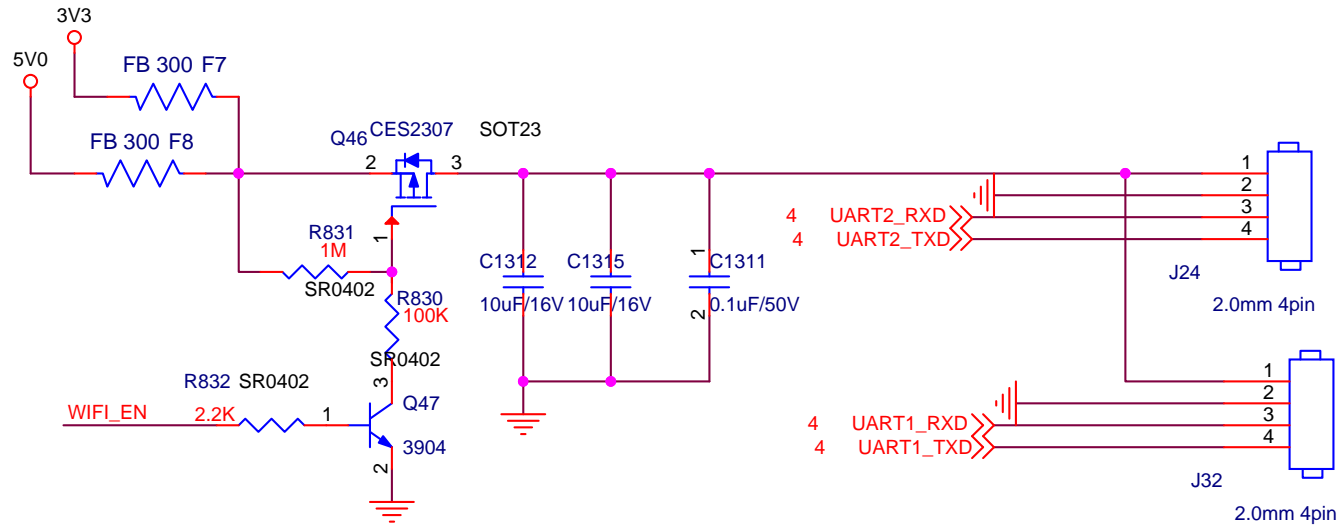 3V3
5V0
FB 300 F7
FB 300 F8
Q46
CES2307
SOT23
2
3
1
R831
1M
SR0402
R830
100K
SR0402
C1312
10uF/16V
C1315
10uF/16V
1
C1311
0.1uF/50V
2
R832 SR0402
WIFI_EN
2.2K
1
3
Q47
3904
2
4 UART2_RXD
4 UART2_TXD
1
2
3
4
J24
2.0mm 4pin
4 UART1_RXD
4 UART1_TXD
1
2
3
4
J32
2.0mm 4pin